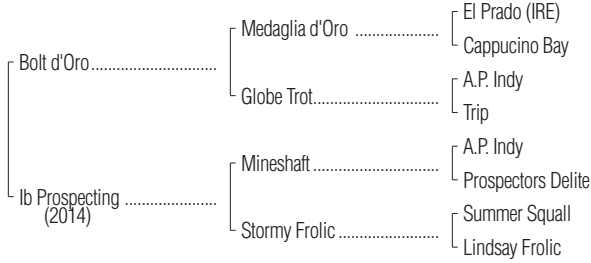 El Prado (IRE)
Medaglia d'Oro ....................
Cappucino Bay
Bolt d'Oro..............................
A.P. Indy
Globe Trot..............................
Trip
A.P. Indy
Mineshaft ..............................
Prospectors Delite
Ib Prospecting ......................
(2014)
Summer Squall
Stormy Frolic ........................
Lindsay Frolic